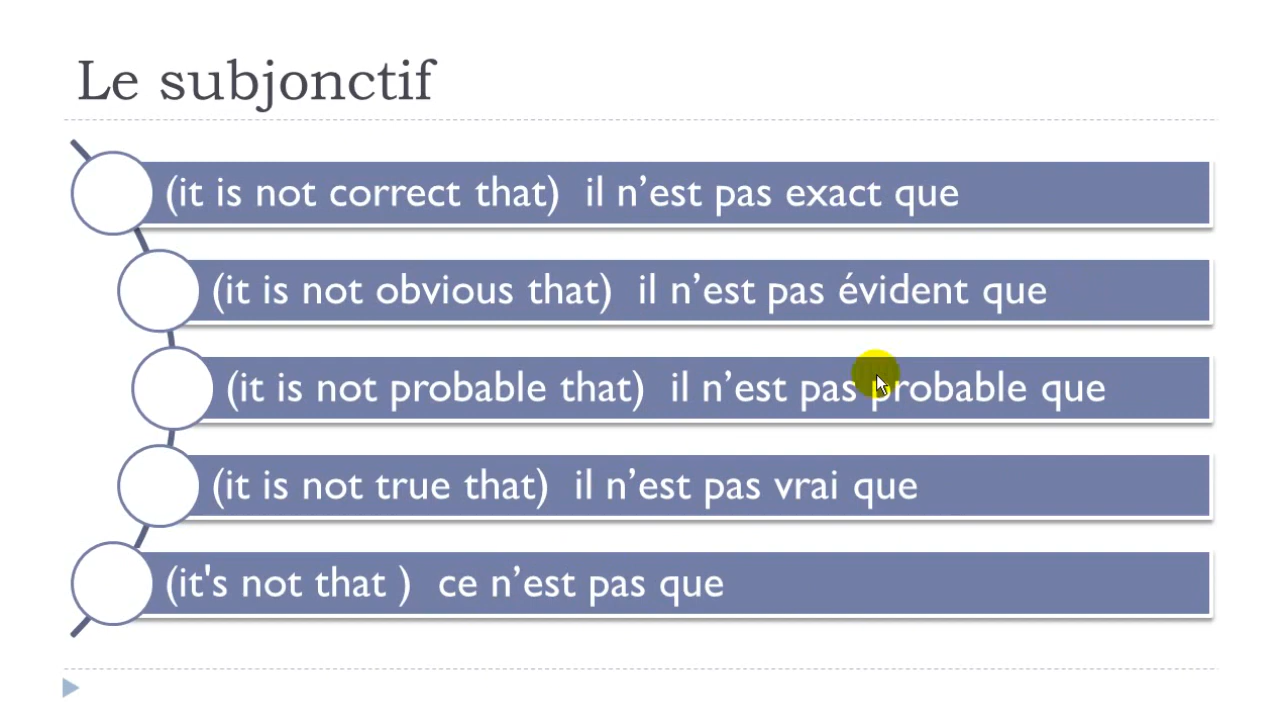 Le subjonctif
(it is not correct that) il n’est pas exact que
(it is not obvious that) il n’est pas évident que
(it is not probable that) il n’est pas probable que
(it is not true that) il n’est pas vrai que
(it's not that ) ce n’est pas que